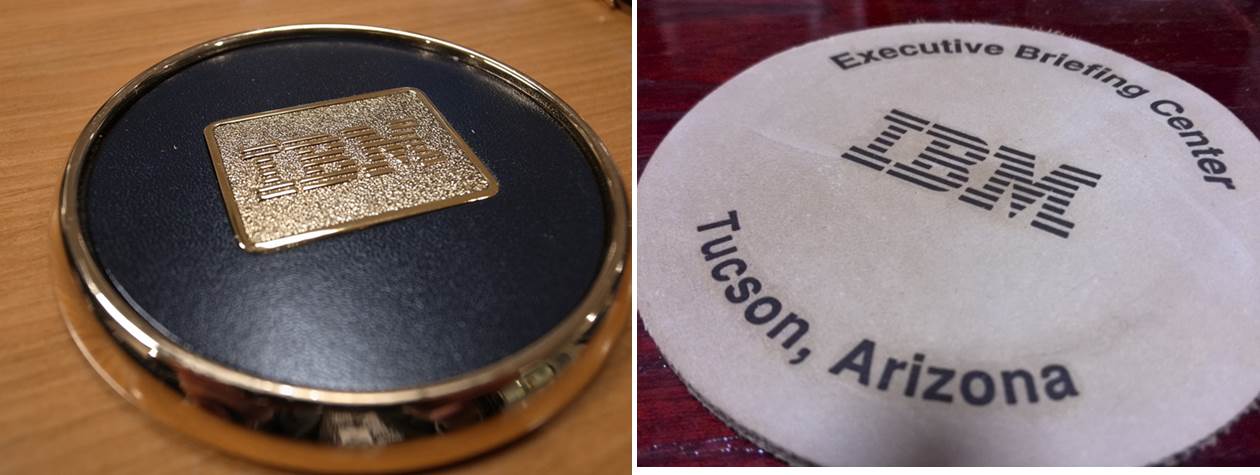 IBM
Executive Briefing Center
IBM
Tucson, Arizona